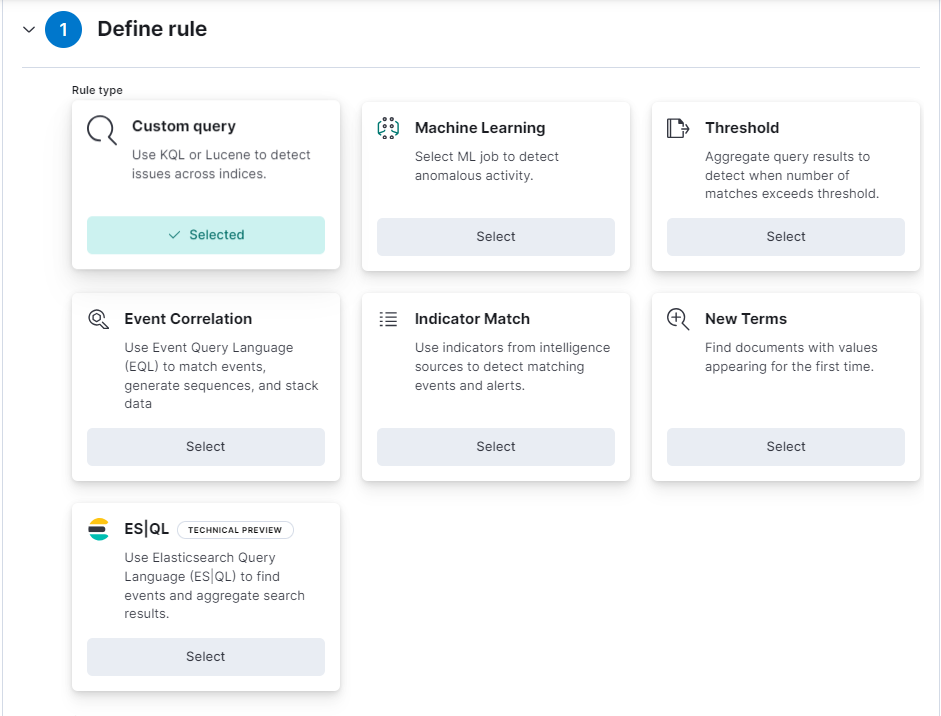 1 Define rule
Rule type
Custom query
Use KQL or Lucene to detect
issues across indices.
Selected
Machine Learning
Select ML job to detect
anomalous activity.
Select
Threshold
Aggregate query results to
detect when number of
matches exceeds threshold.
Select
Event Correlation
Use Event Query Language
(EQL) to match events,
generate sequences, and stack
data
Select
Indicator Match
Use indicators from intelligence
sources to detect matching
events and alerts.
Select
New Terms
Find documents with values
appearing for the first time.
Select
ES|QL TECHNICAL PREVIEW
Use Elasticsearch Query
Language (ES|QL) to find
events and aggregate search
results.
Select